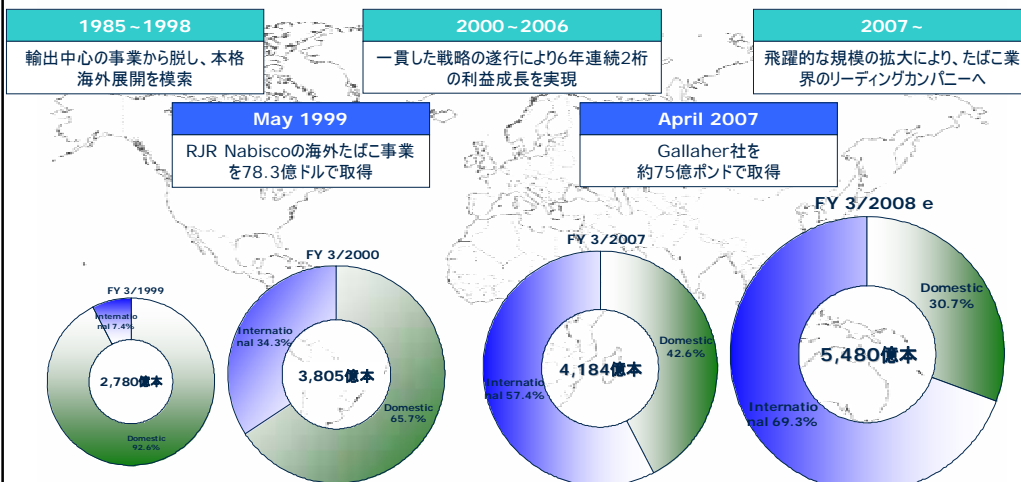 1985~1998
輸出中心の事業から脱し、本格
海外展開を模索
2000~2006
一貫した戦略の遂行により6年連続2桁
の利益成長を実現
2007~
飛躍的な規模の拡大により、たばこ業
界のリーディングカンパニーへ
May 1999
RJR Nabiscoの海外たばこ事業
を78.3億ドルで取得
April 2007
Gallaher社を
約75億ポンドで取得
FY 3/1999
Internatio
nal 7.4%
2,780億本
Domestic
92.6%
FY 3/2000
Internatio
nal 34.3%
3,805億本
Domestic
65.7%
FY 3/2007
Domestic
42.6%
4,184億本
Internatio
nal 57.4%
FY 3/2008 e
Domestic
30.7%
5,480億本
Internatio
nal 69.3%